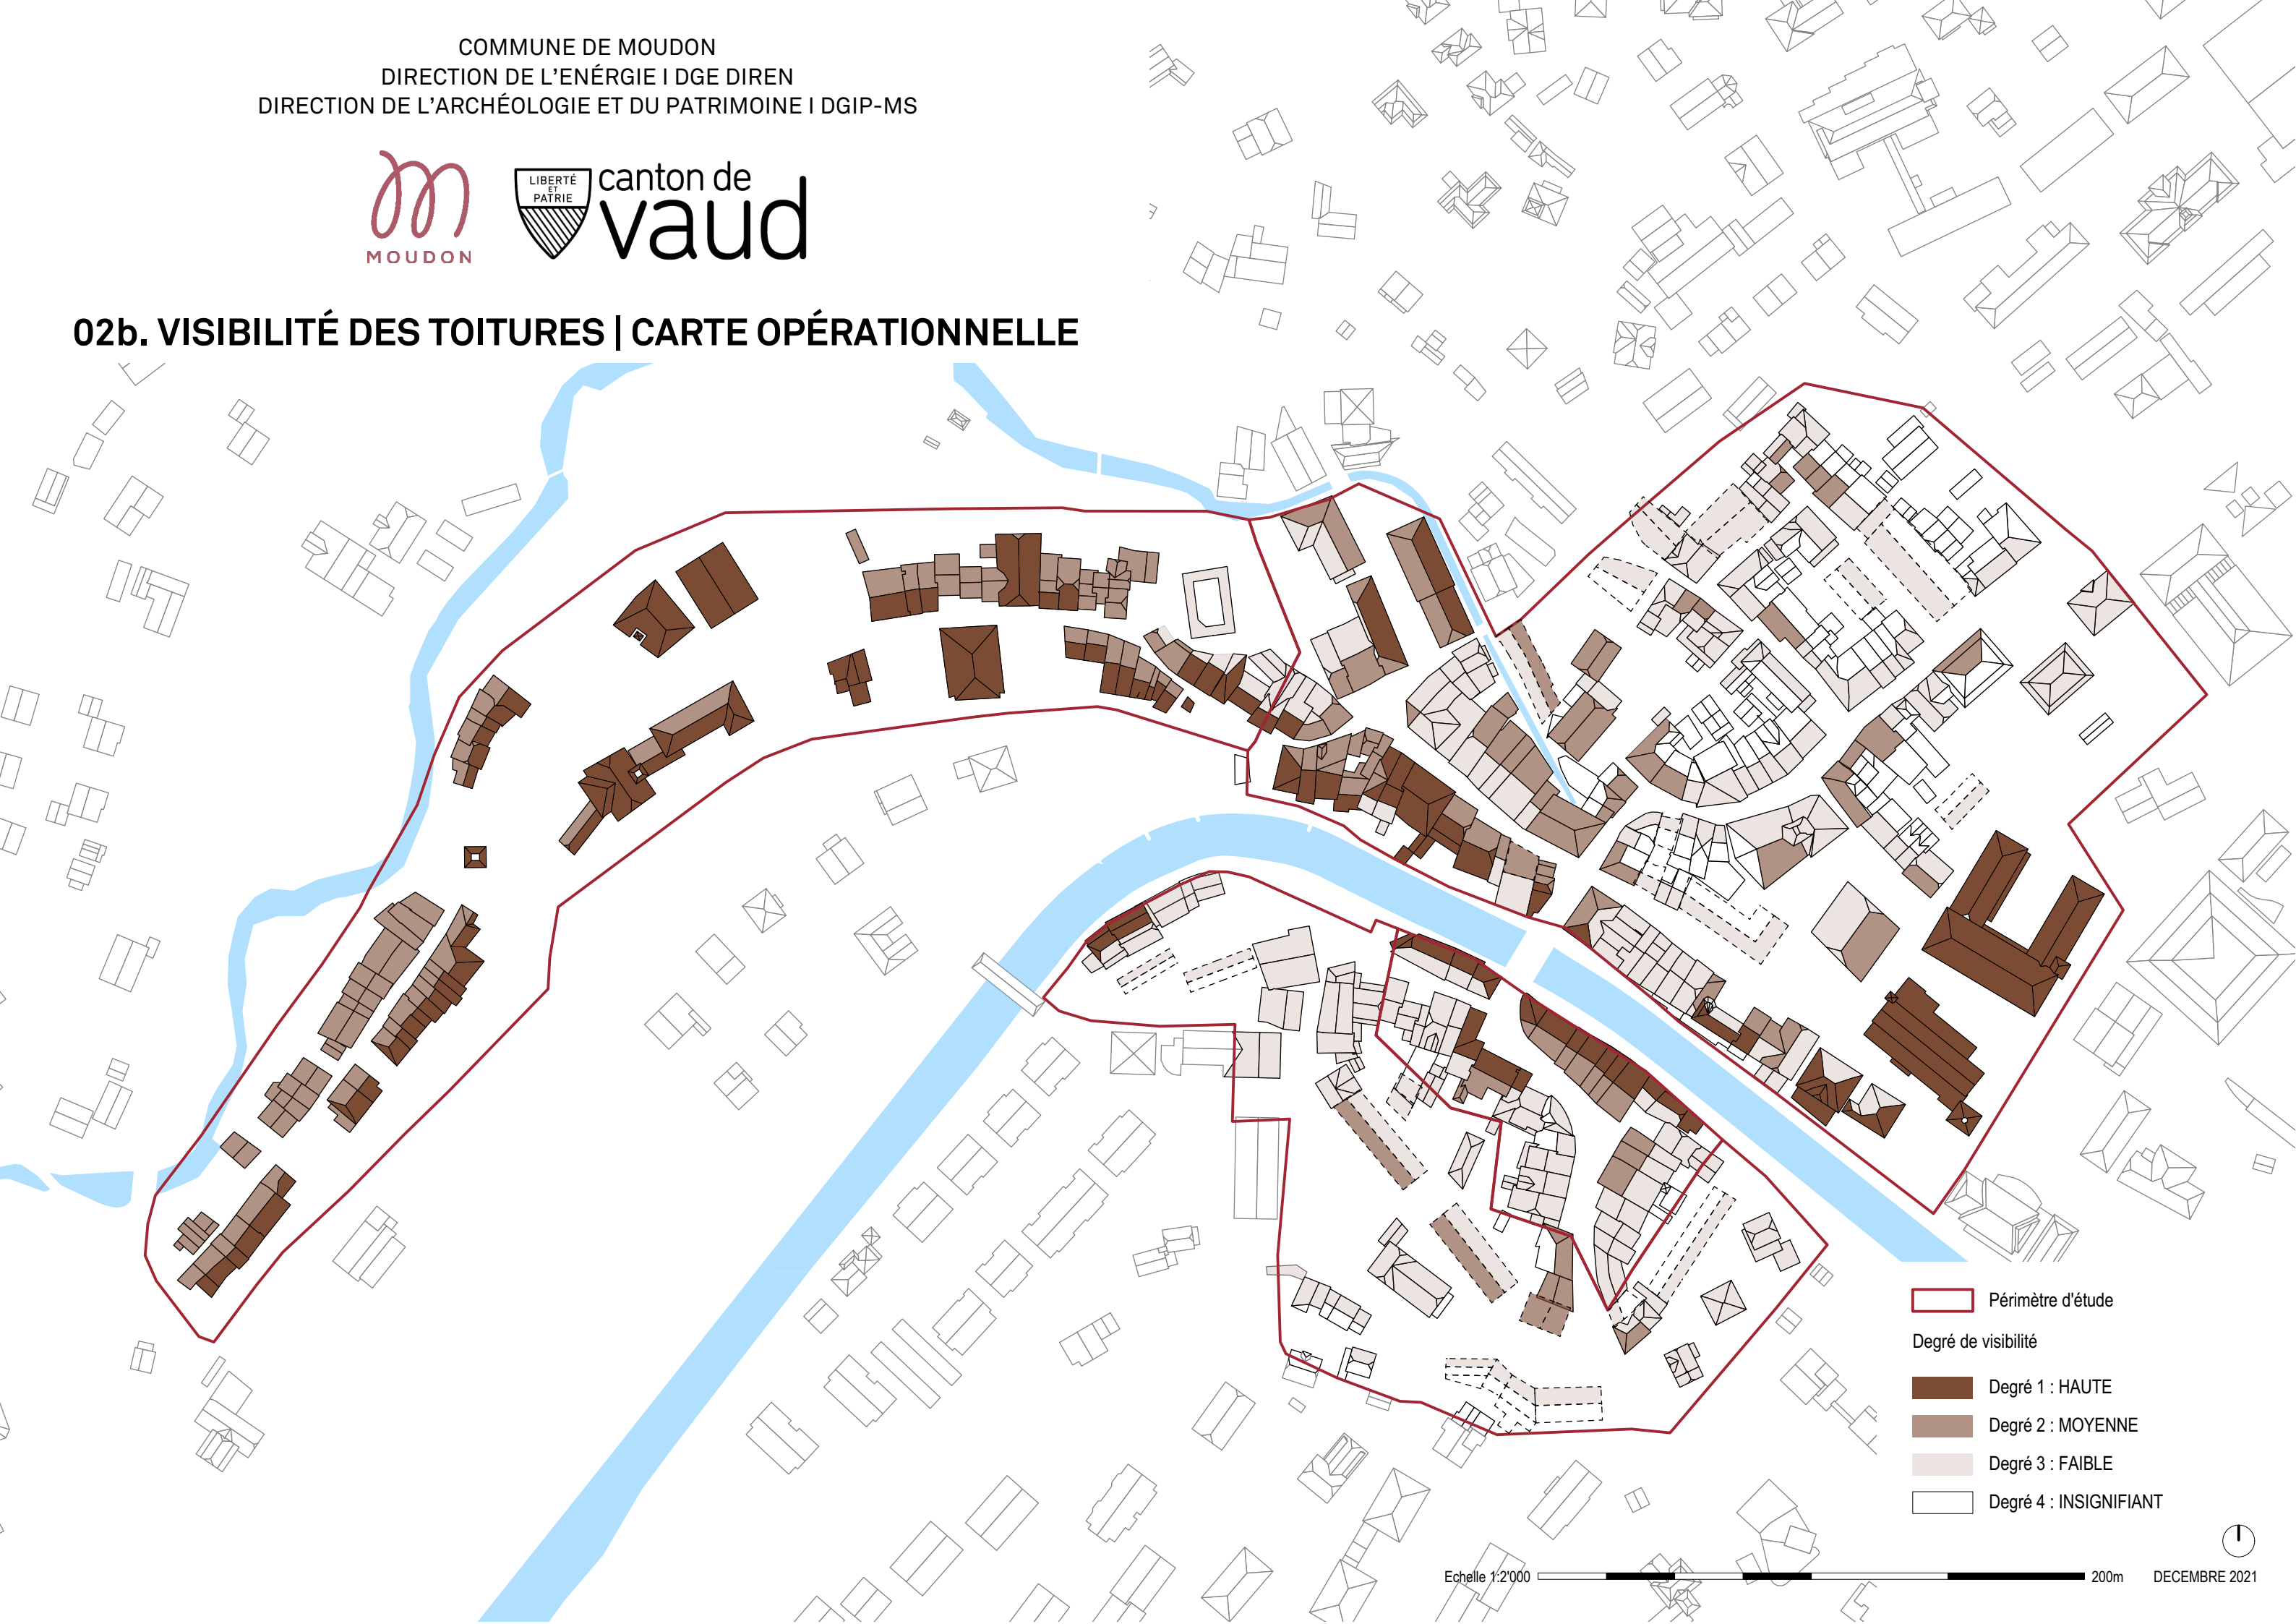 COMMUNE DE MOUDON
DIRECTION DE L'ENÉRGIE I DGE DIREN
DIRECTION DE L'ARCHÉOLOGIE ET DU PATRIMOINE I DGIP-MS
MOUDON
LIBERTÉ
ET
PATRIE
canton de
vaud
02b. VISIBILITÉ DES TOITURES | CARTE OPÉRATIONNELLE
Périmètre d'étude
Degré de visibilité
Degré 1 : HAUTE
Degré 2 : MOYENNE
Degré 3 : FAIBLE
Degré 4 : INSIGNIFIANT
Echelle 1:2'000 200m DECEMBRE 2021